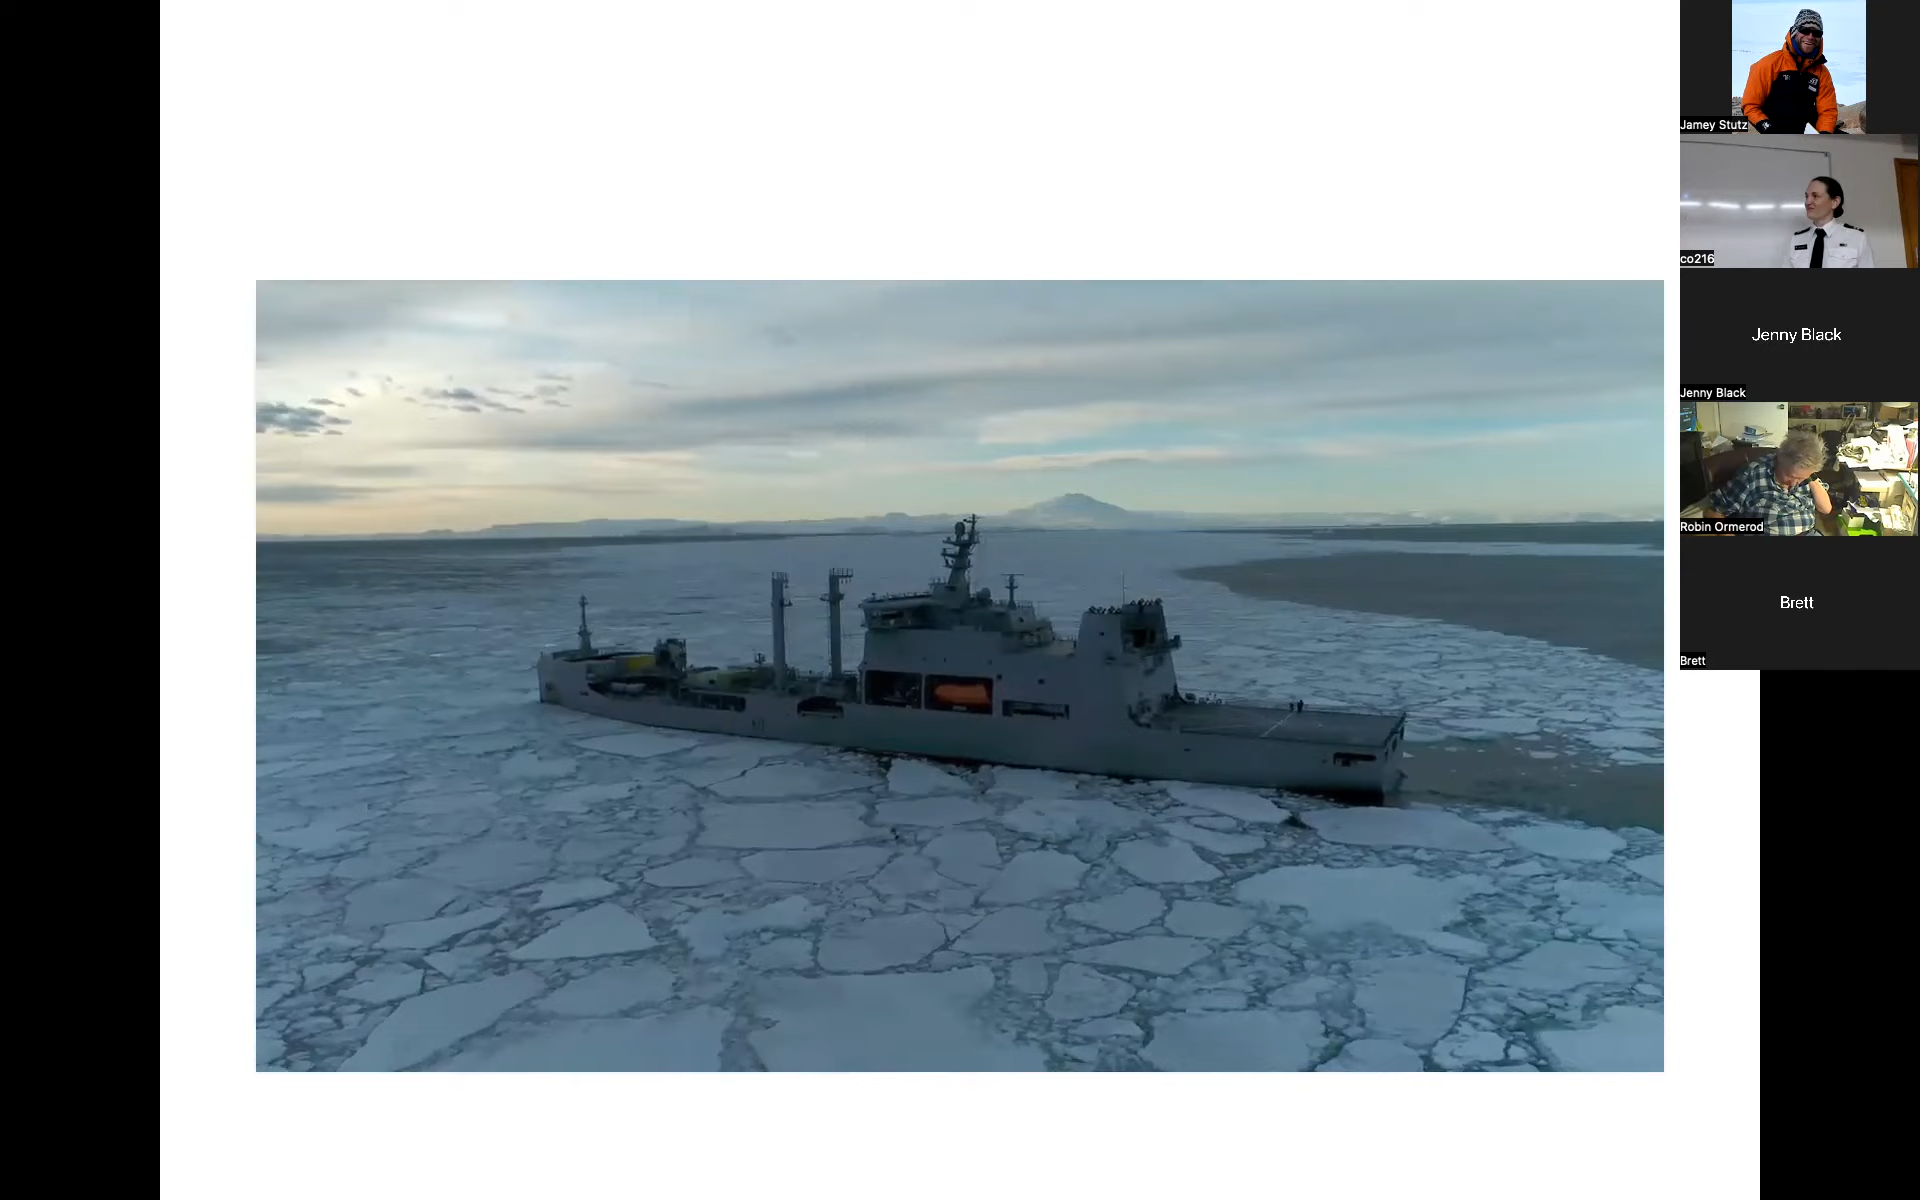 Jamey Stutz
co216
Jenny Black
Jenny Black
Robin Ormerod
Brett
Brett